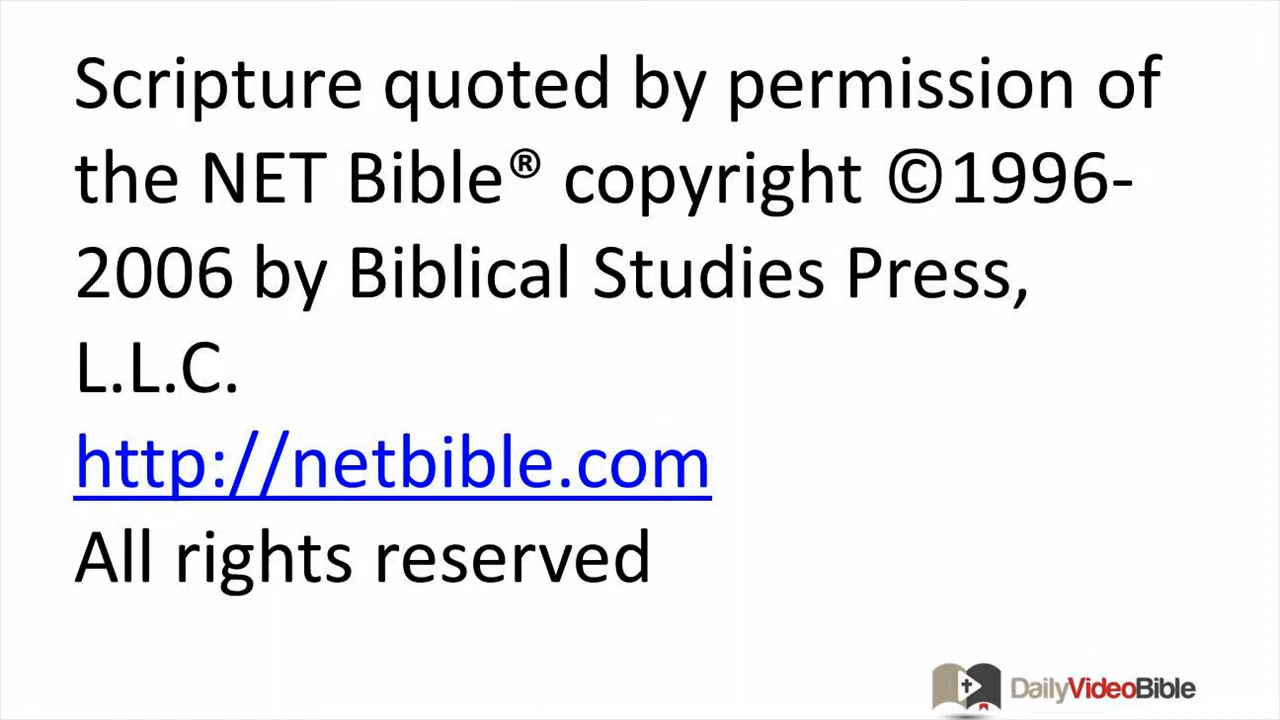 Scripture quoted by permission of
the NET Bible® copyright ©1996-
2006 by Biblical Studies Press,
L.L.C.
http://netbible.com
All rights reserved
DailyVideoBible